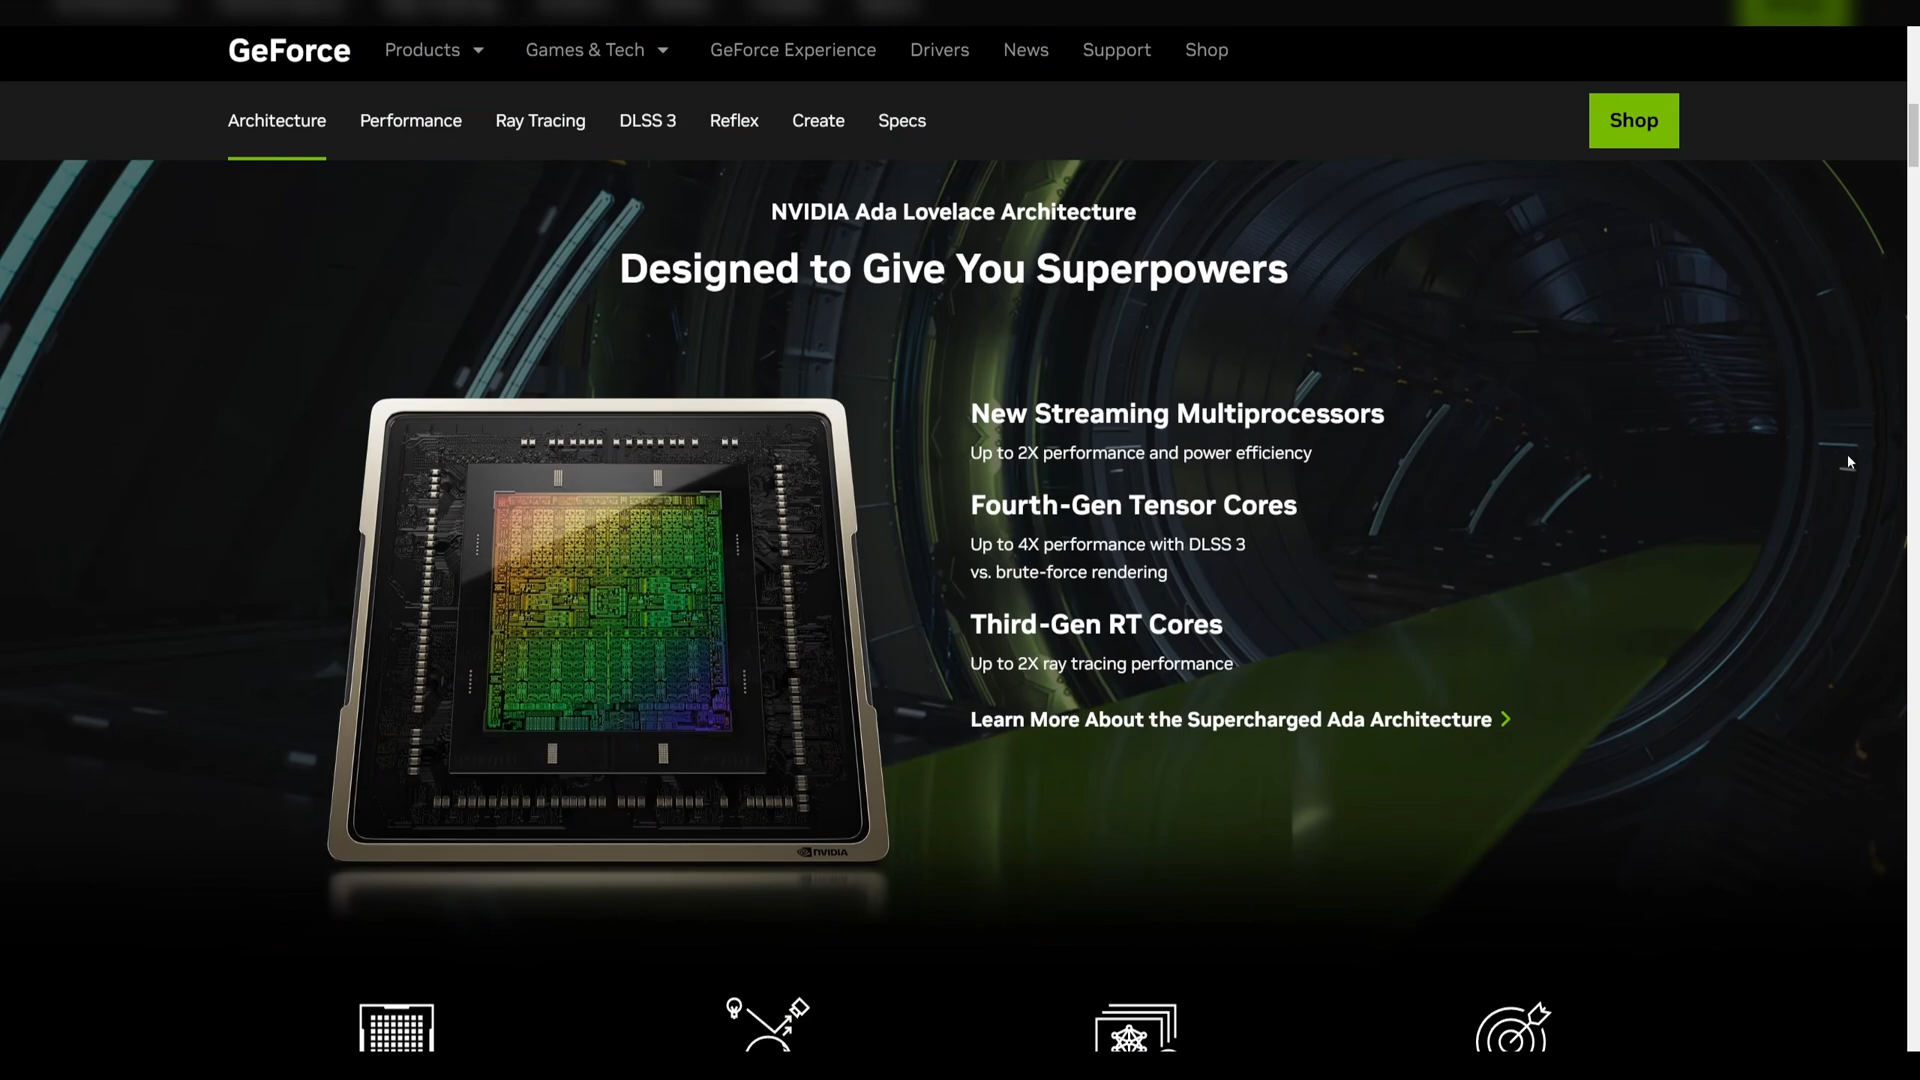 GeForce Products Games & Tech GeForce Experience Drivers News Support Shop
Architecture Performance Ray Tracing DLSS 3 Reflex Create Specs Shop
NVIDIA Ada Lovelace Architecture
Designed to Give You Superpowers
New Streaming Multiprocessors
Up to 2X performance and power efficiency
Fourth-Gen Tensor Cores
Up to 4X performance with DLSS 3
vs. brute-force rendering
Third-Gen RT Cores
Up to 2X ray tracing performance
Learn More About the Supercharged Ada Architecture
NVIDIA